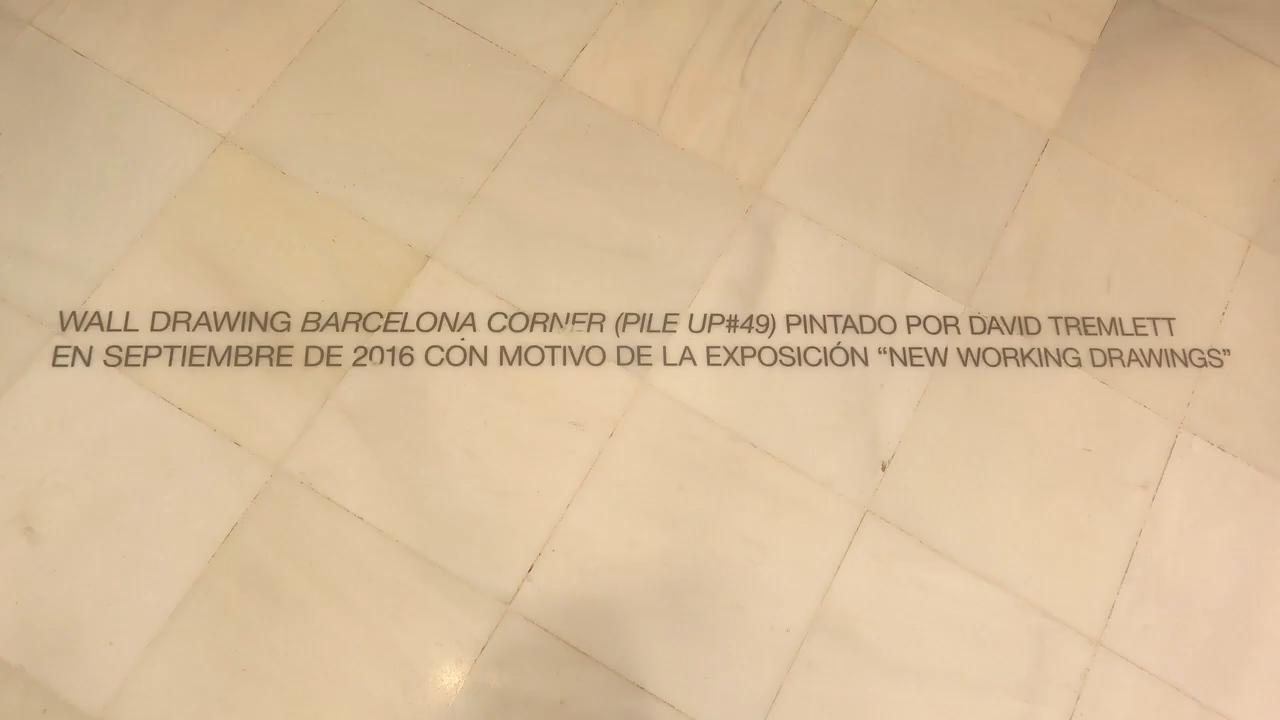 WALL DRAWING BARCELONA CORNER (PILE UP#49) PINTADO POR DAVID TREMLETT
EN SEPTIEMBRE DE 2016 CON MOTIVO DE LA EXPOSICIÓN “NEW WORKING DRAWINGS”